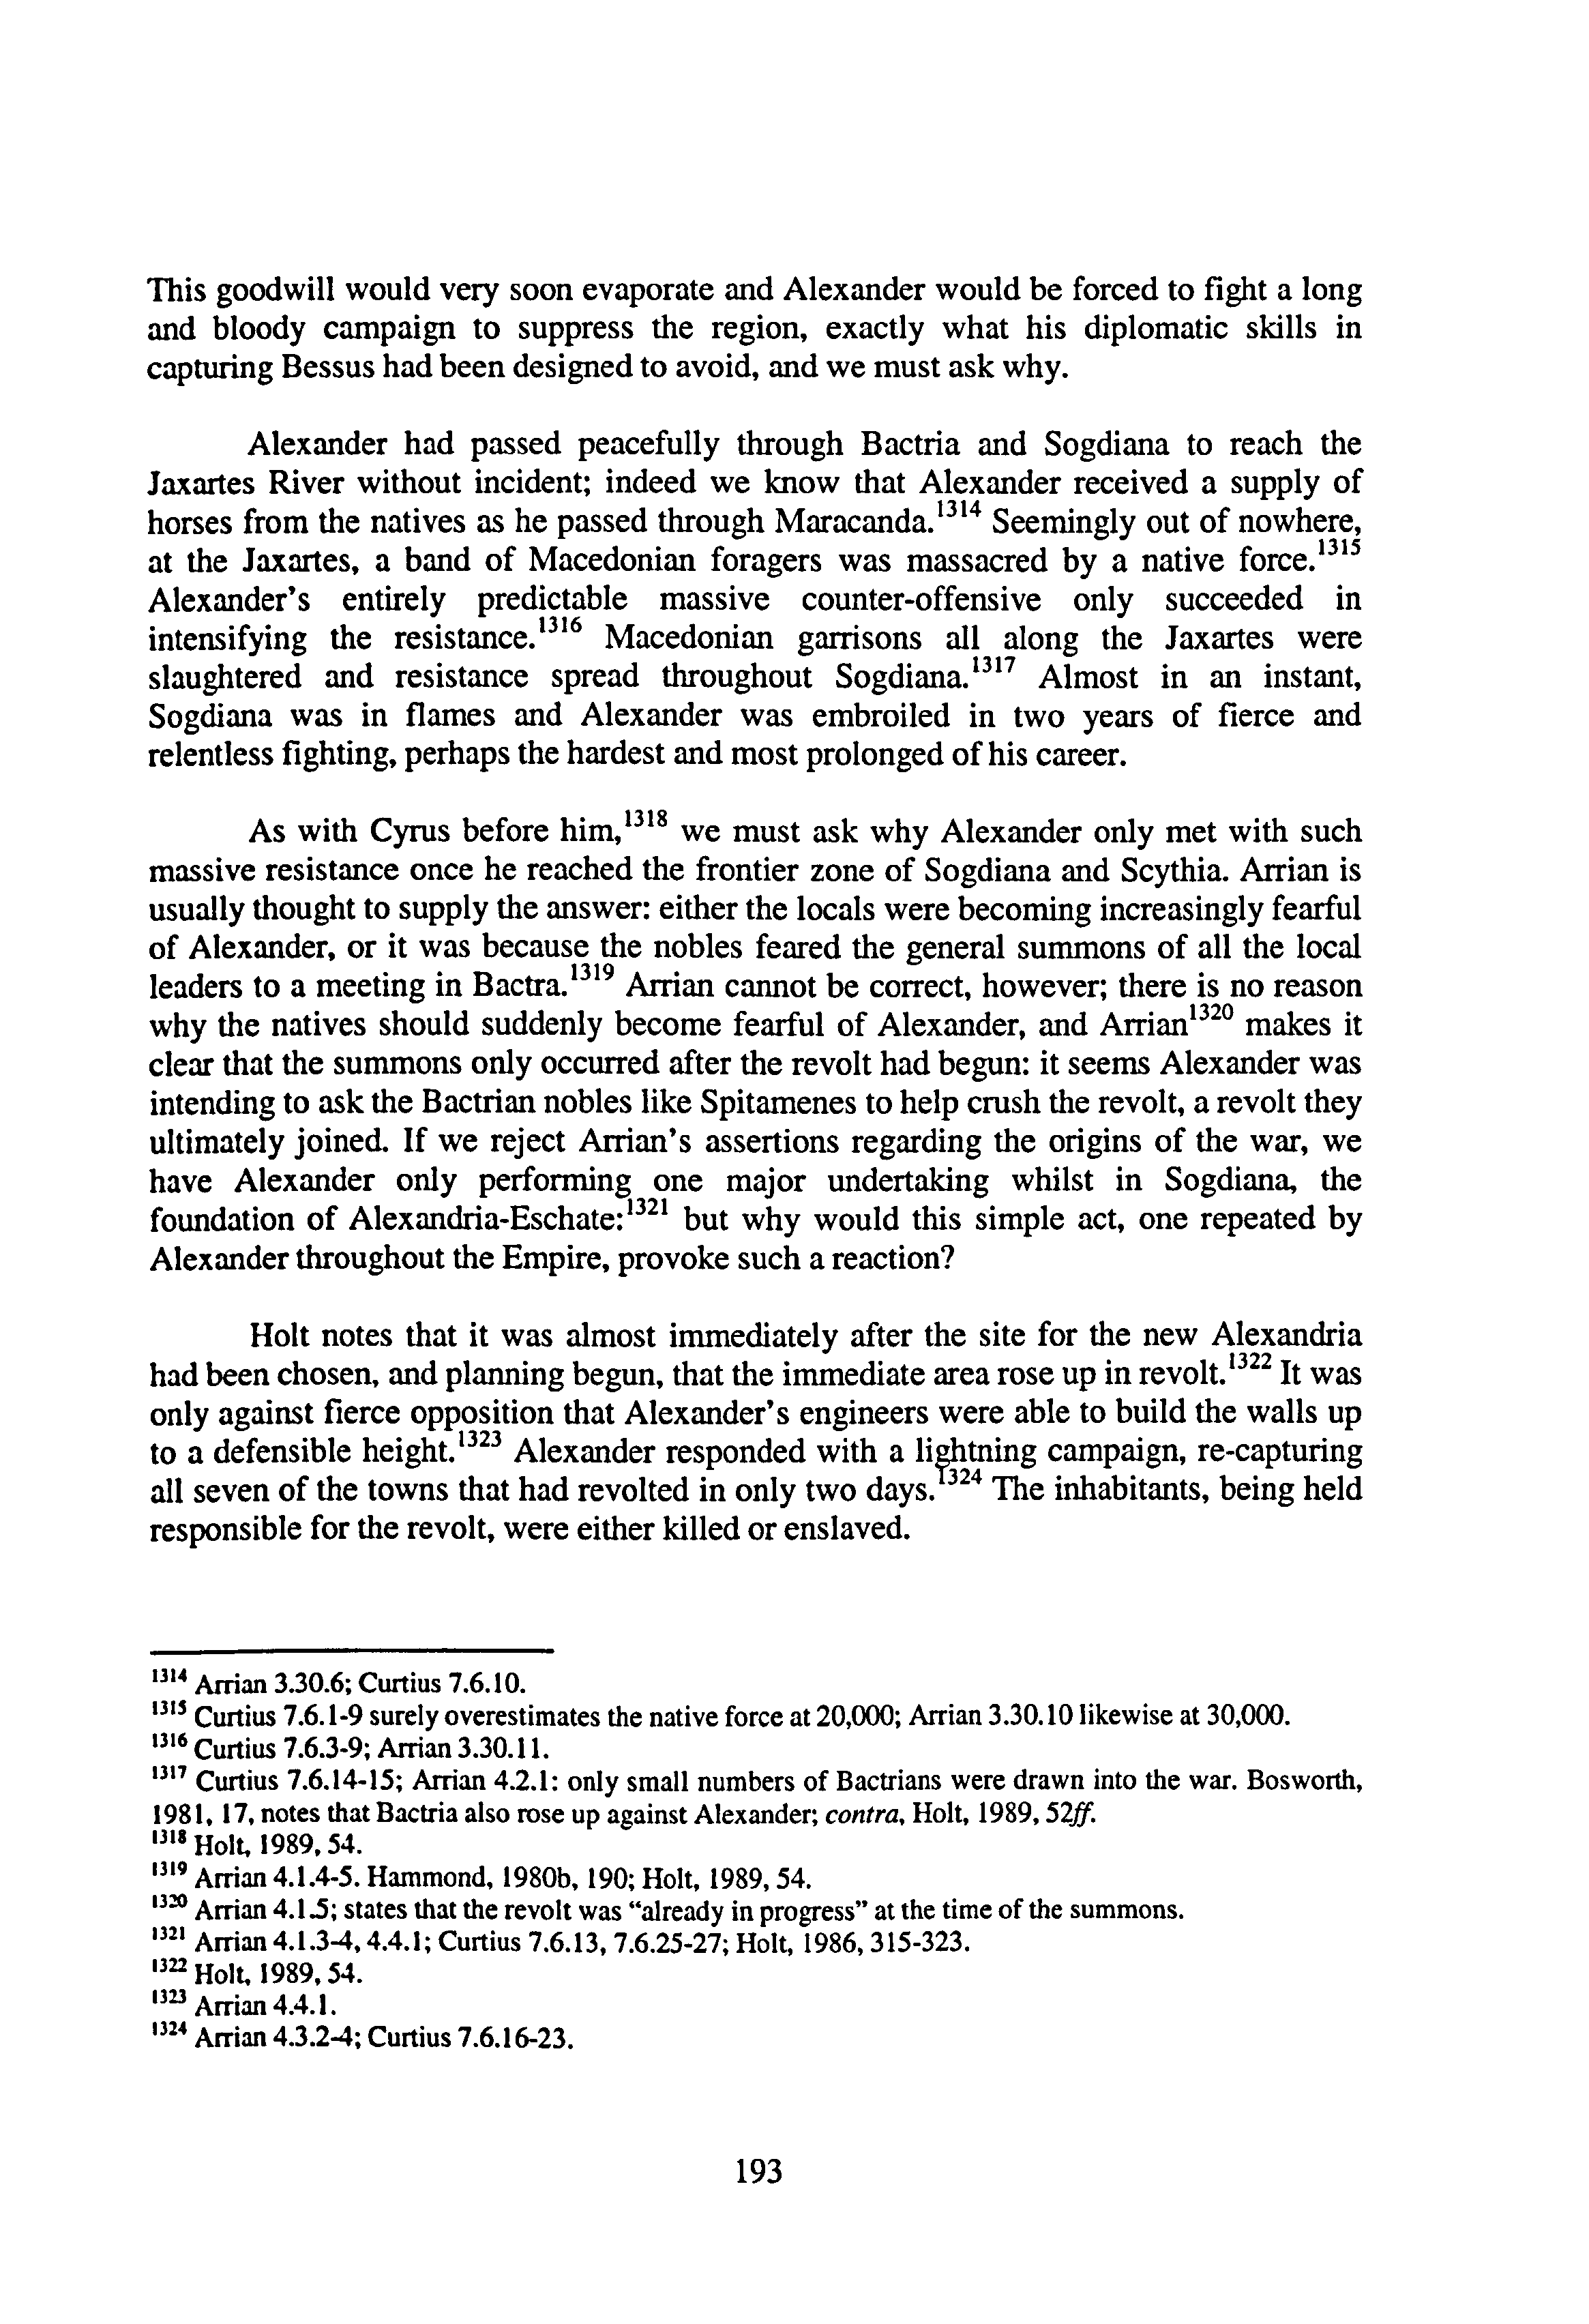 This goodwill would very soon evaporate and Alexander would be forced to fight a long
and bloody campaign to suppress the region, exactly what his diplomatic skills in
capturing Bessus had been designed to avoid, and we must ask why.
Alexander had passed peacefully through Bactria and Sogdiana to reach the
Jaxartes River without incident; indeed we know that Alexander received a supply of
horses from the natives as he passed through Maracanda.1314 Seemingly out of nowhere,
at the Jaxartes, a band of Macedonian foragers was massacred by a native force.1315
Alexander's entirely predictable massive counter-offensive only succeeded in
intensifying the resistance.1316 Macedonian garrisons all along the Jaxartes were
slaughtered and resistance spread throughout Sogdiana.1317 Almost in an instant,
Sogdiana was in flames and Alexander was embroiled in two years of fierce and
relentless fighting, perhaps the hardest and most prolonged of his career.
As with Cyrus before him,1318 we must ask why Alexander only met with such
massive resistance once he reached the frontier zone of Sogdiana and Scythia. Arrian is
usually thought to supply the answer: either the locals were becoming increasingly fearful
of Alexander, or it was because the nobles feared the general summons of all the local
leaders to a meeting in Bactra.1319 Arrian cannot be correct, however; there is no reason
why the natives should suddenly become fearful of Alexander, and Arrian1320 makes it
clear that the summons only occurred after the revolt had begun: it seems Alexander was
intending to ask the Bactrian nobles like Spitamenes to help crush the revolt, a revolt they
ultimately joined. If we reject Arrian's assertions regarding the origins of the war, we
have Alexander only performing one major undertaking whilst in Sogdiana, the
foundation of Alexandria-Eschate:1321 but why would this simple act, one repeated by
Alexander throughout the Empire, provoke such a reaction?
Holt notes that it was almost immediately after the site for the new Alexandria
had been chosen, and planning begun, that the immediate area rose up in revolt.1322 It was
only against fierce opposition that Alexander's engineers were able to build the walls up
to a defensible height.1323 Alexander responded with a lightning campaign, re-capturing
all seven of the towns that had revolted in only two days.1324 The inhabitants, being held
responsible for the revolt, were either killed or enslaved.
1314 Arrian 3.30.6; Curtius 7.6.10.
1315 Curtius 7.6.1-9 surely overestimates the native force at 20,000; Arrian 3.30.10 likewise at 30,000.
1316 Curtius 7.6.3-9; Arrian 3.30.11.
1317 Curtius 7.6.14-15; Arrian 4.2.1: only small numbers of Bactrians were drawn into the war. Bosworth,
1981, 17, notes that Bactria also rose up against Alexander; contra, Holt, 1989, 52ff.
1318 Holt, 1989, 54.
1319 Arrian 4.1.4-5. Hammond, 1980b, 190; Holt, 1989, 54.
1320 Arrian 4.1.5; states that the revolt was "already in progress" at the time of the summons.
1321 Arrian 4.1.3-4, 4.4.1; Curtius 7.6.13, 7.6.25-27; Holt, 1986, 315-323.
1322 Holt, 1989, 54.
1323 Arrian 4.4.1.
1324 Arrian 4.3.2-4; Curtius 7.6.16-23.
193